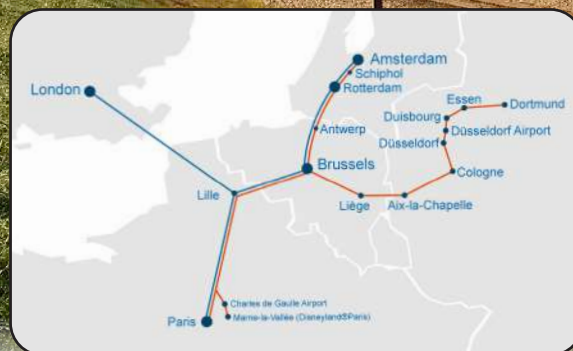 Amsterdam
Schiphol
London
Rotterdam
Essen
Dortmund
Duisbourg
Antwerp
Düsseldorf Airport
Düsseldorf
Brussels
Cologne
Lille
Liège
Aix-la-Chapelle
Charles de Gaulle Airport
Paris
Marne-la-Vallée (Disneyland®Paris)